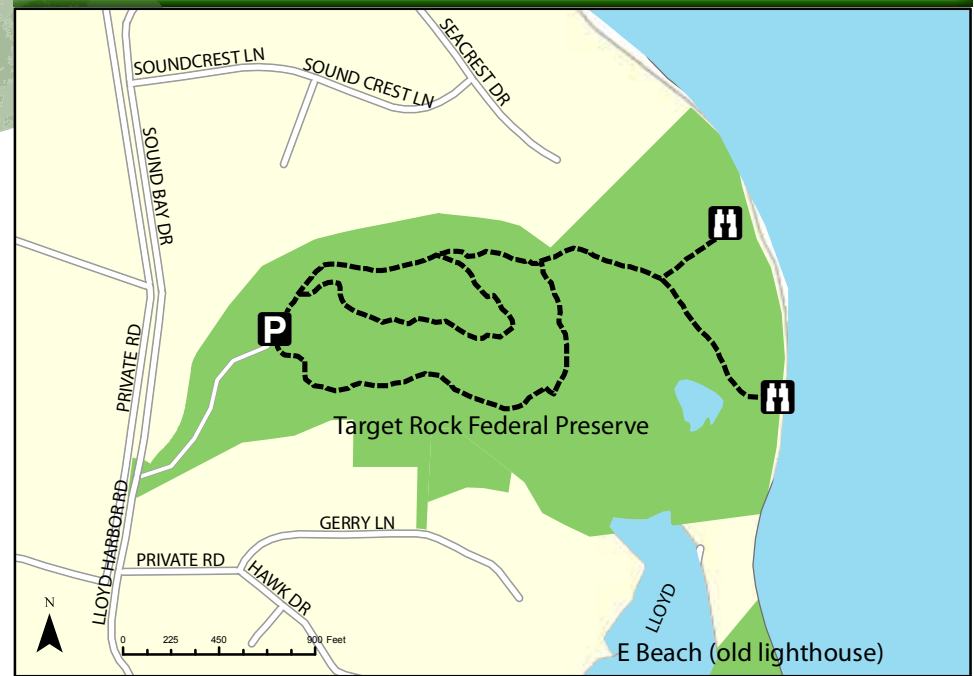 SOUNDCREST LN
SOUND CREST LN
SEACREST DR
SOUND BAY DR
P
PRIVATE RD
Target Rock Federal Preserve
LLOYD HARBOR RD
GERRY LN
PRIVATE RD
HAWK DR
LLOYD
N
0 225 450 900 Feet
E Beach (old lighthouse)